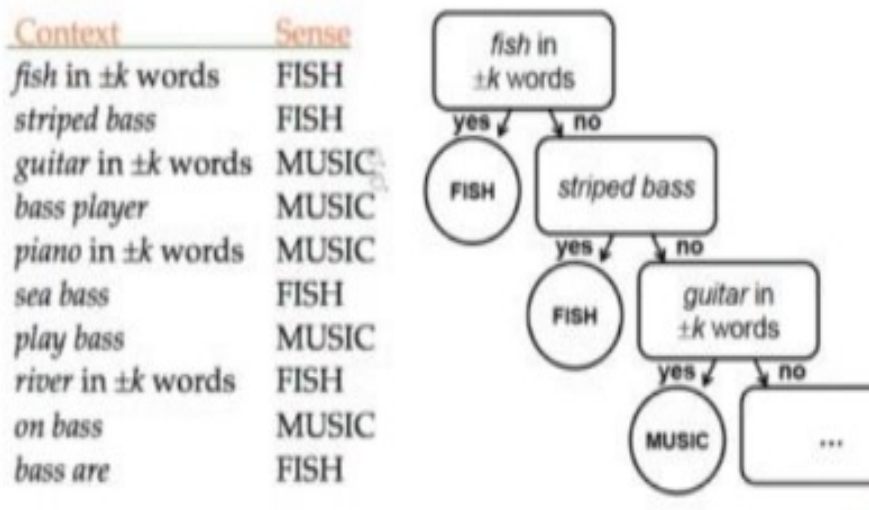 Context Sense
fish in ±k words FISH
striped bass FISH
guitar in ±k words MUSIC
bass player MUSIC
piano in ±k words MUSIC
sea bass FISH
play bass MUSIC
river in ±k words FISH
on bass MUSIC
bass are FISH
fish in
±k words
yes no
FISH
striped bass
yes no
FISH
guitar in
±k words
yes no
MUSIC
...